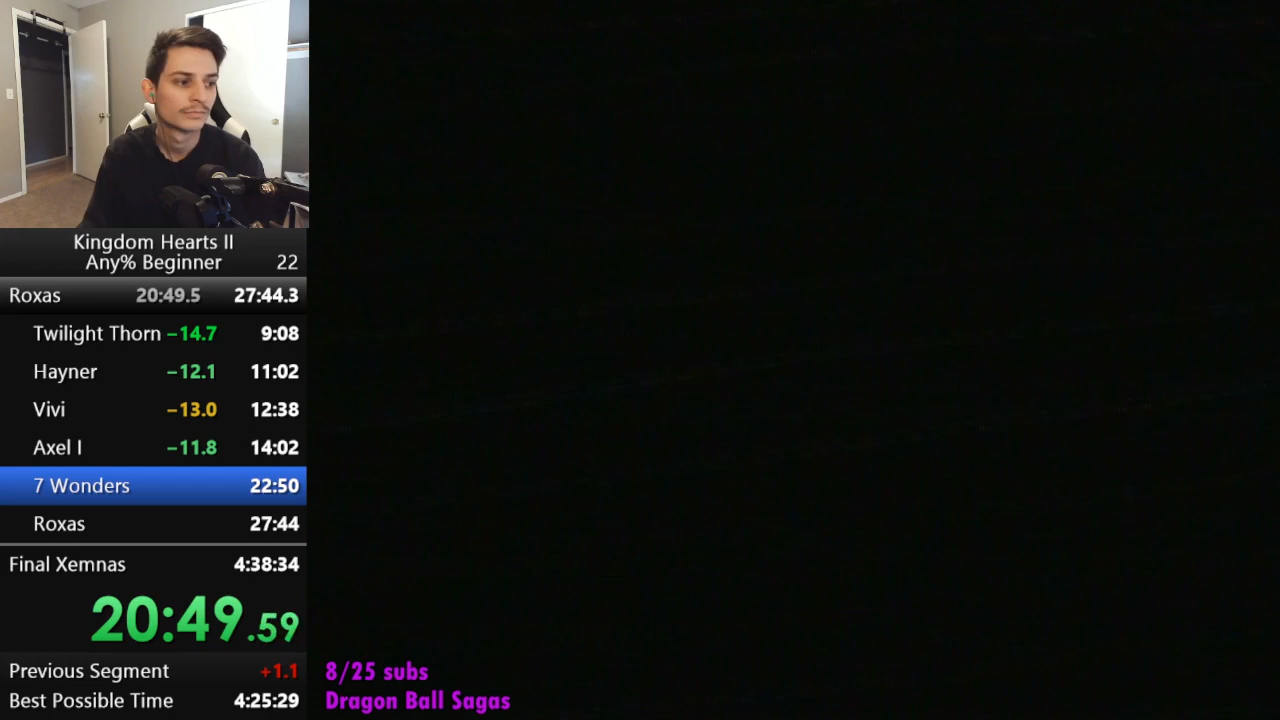 Kingdom Hearts II
Any% Beginner 22
Roxas 20:49.5 27:44.3
Twilight Thorn −14.7 9:08
Hayner −12.1 11:02
Vivi −13.0 12:38
Axel I −11.8 14:02
7 Wonders 22:50
Roxas 27:44
Final Xemnas 4:38:34
20:49.59
Previous Segment +1.1
Best Possible Time 4:25:29
8/25 subs
Dragon Ball Sagas